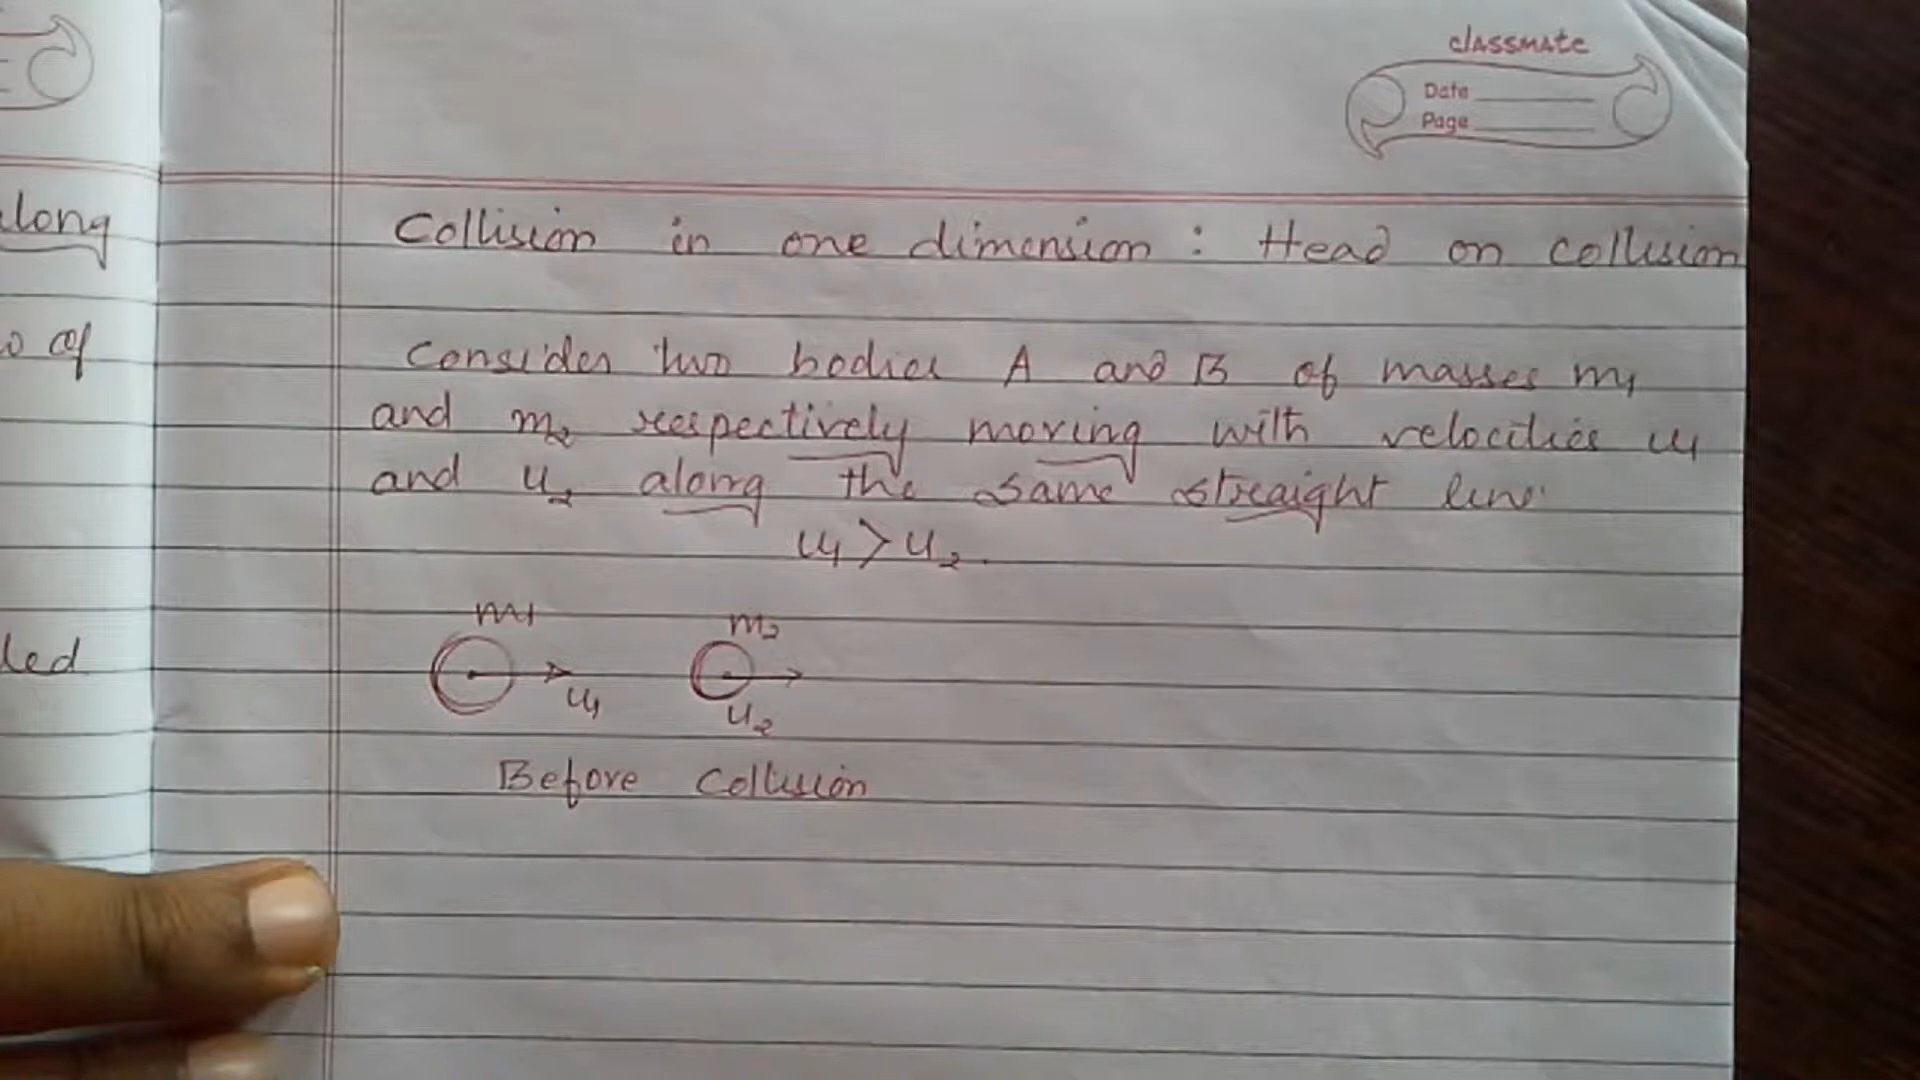 classmate
Date
Page
long
Collision in one dimension : Head on collision
of
Consider two bodies A and B of masses m₁
and m₂ respectively moving with velocities u₁
and u₂ along the same straight line.
u₁ > u₂.
m₁ m₂
led
u₁ u₂
Before Collision